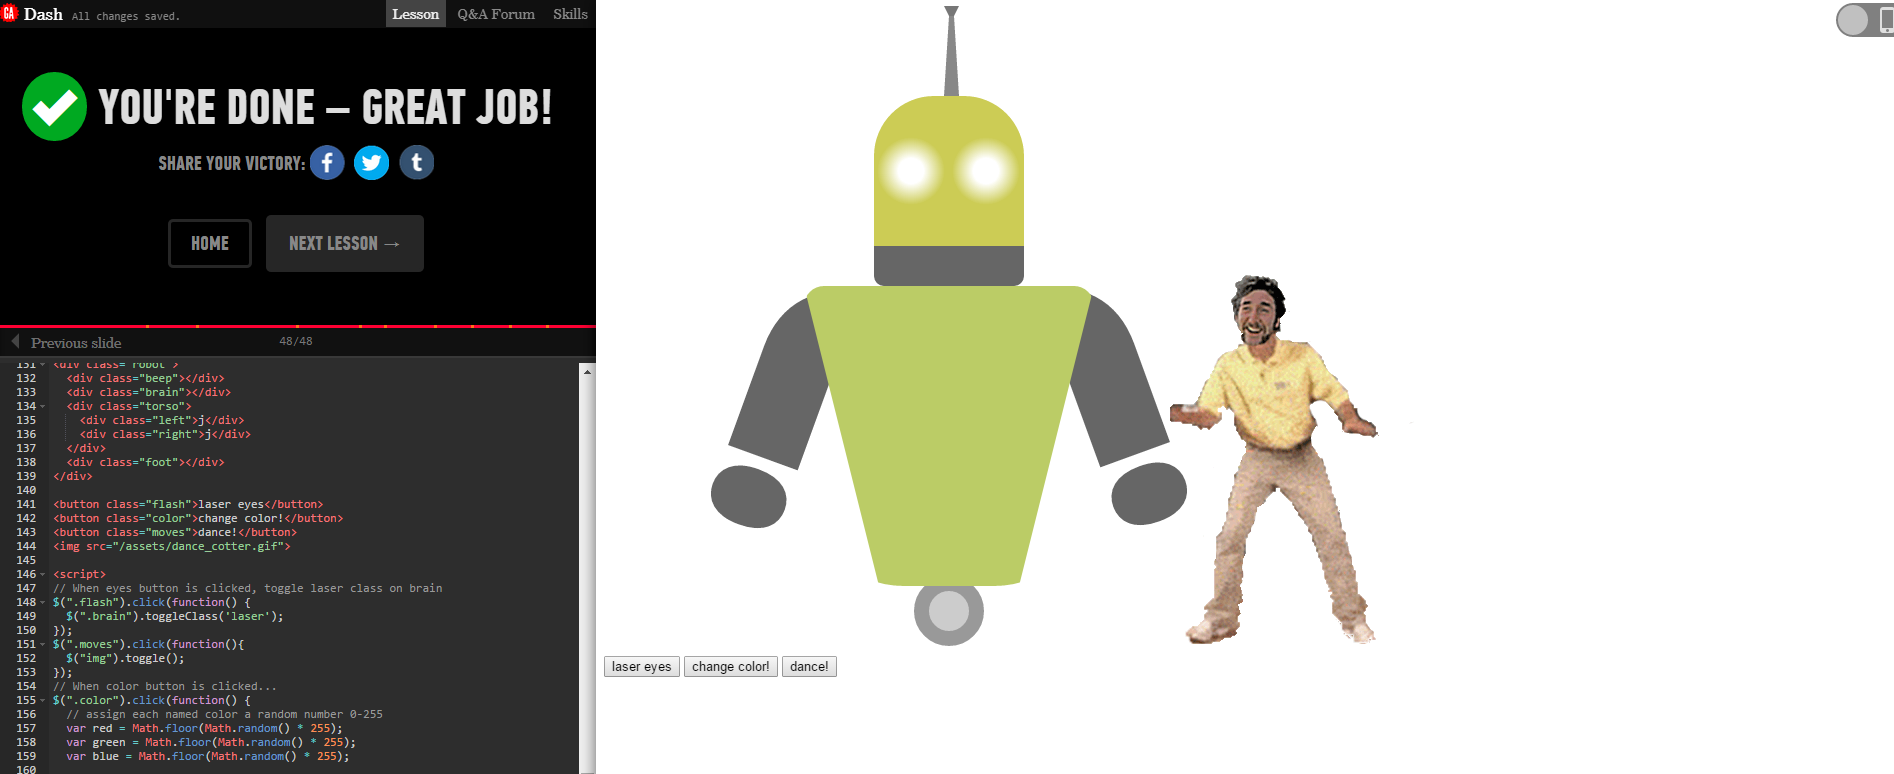 GA Dash All changes saved. Lesson Q&A Forum Skills
YOU'RE DONE – GREAT JOB!
SHARE YOUR VICTORY: f t
HOME NEXT LESSON →
Previous slide 48/48
131 <div class="robot">
132 <div class="beep"></div>
133 <div class="brain"></div>
134 <div class="torso">
135 <div class="left">j</div>
136 <div class="right">j</div>
137 </div>
138 <div class="foot"></div>
139 </div>
140
141 <button class="flash">laser eyes</button>
142 <button class="color">change color!</button>
143 <button class="moves">dance!</button>
144 <img src="/assets/dance_cotter.gif">
145
146 <script>
147 // When eyes button is clicked, toggle laser class on brain
148 $(".flash").click(function() {
149 $(".brain").toggleClass('laser');
150 });
151 $(".moves").click(function(){
152 $("img").toggle();
153 });
154 // When color button is clicked...
155 $(".color").click(function() {
156 // assign each named color a random number 0-255
157 var red = Math.floor(Math.random() * 255);
158 var green = Math.floor(Math.random() * 255);
159 var blue = Math.floor(Math.random() * 255);
160
laser eyes change color! dance!